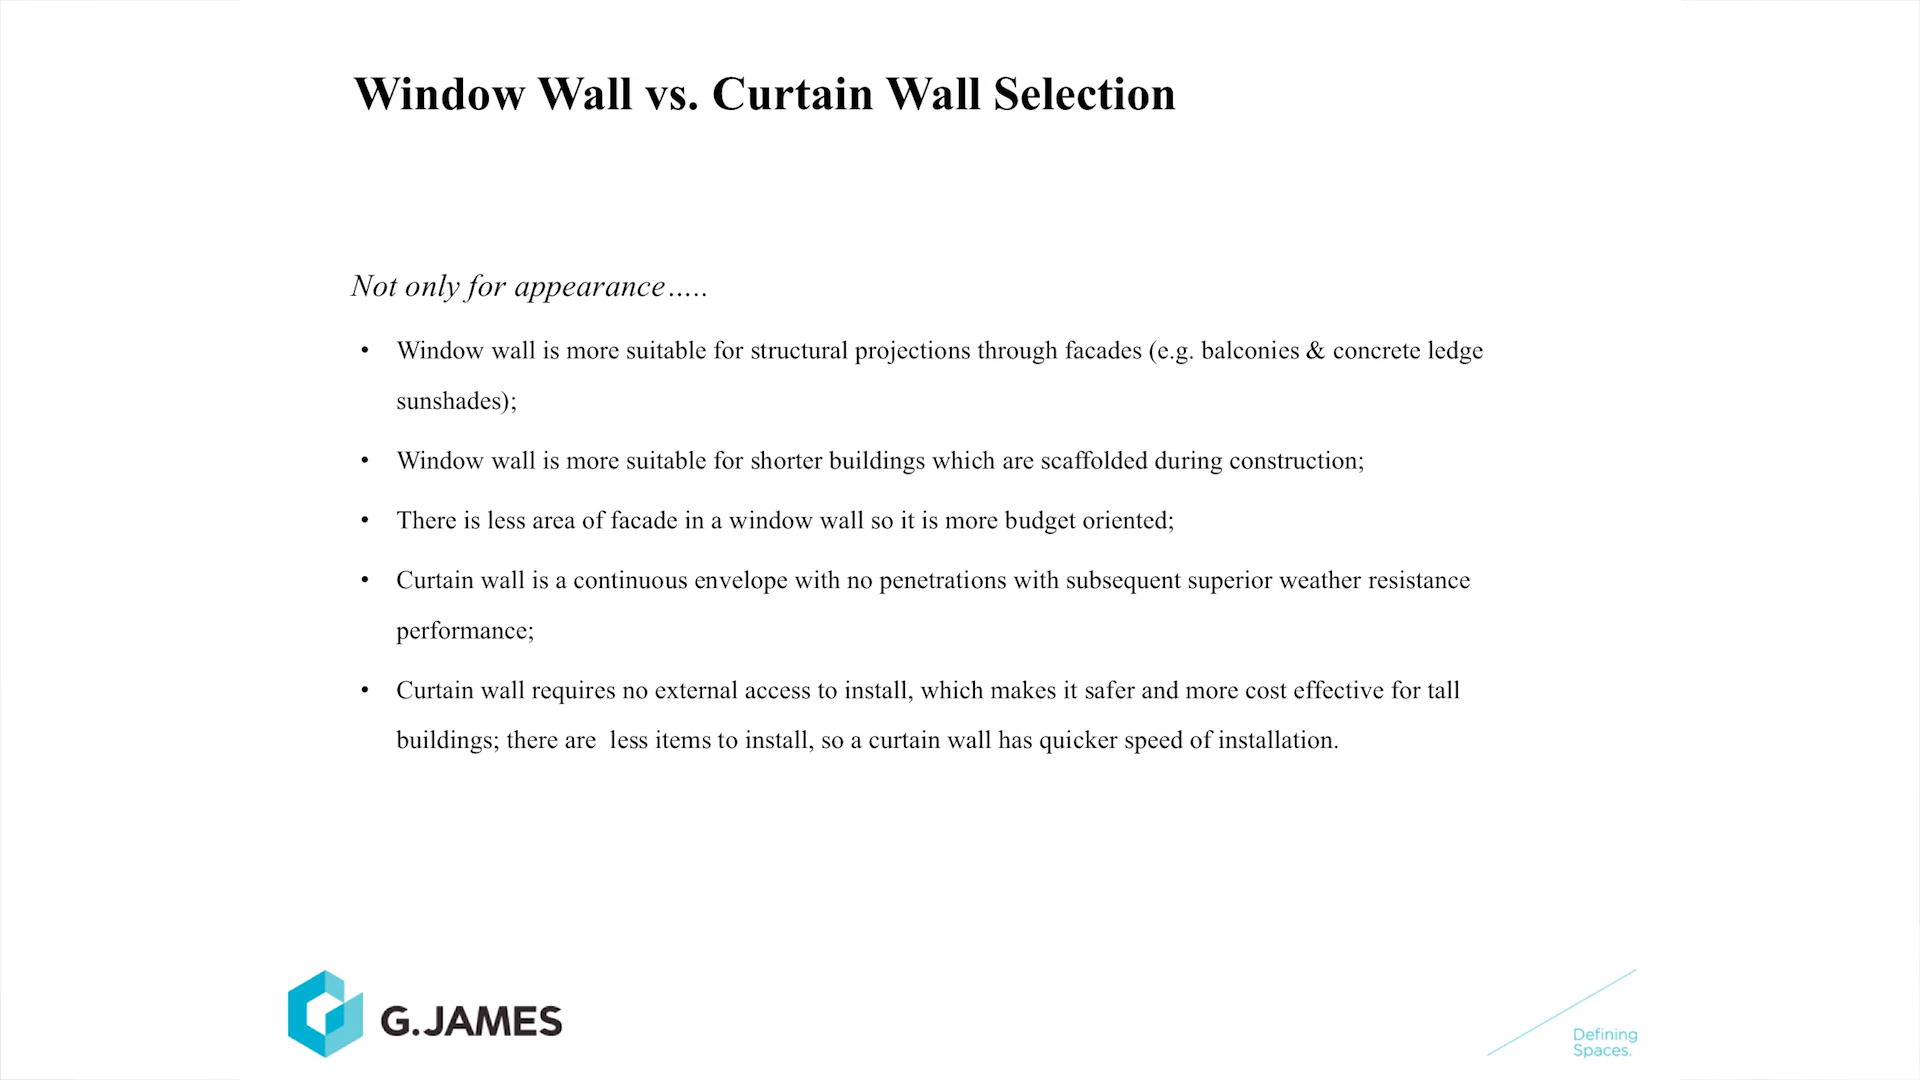 Window Wall vs. Curtain Wall Selection
Not only for appearance.....
• Window wall is more suitable for structural projections through facades (e.g. balconies & concrete ledge
sunshades);
• Window wall is more suitable for shorter buildings which are scaffolded during construction;
• There is less area of facade in a window wall so it is more budget oriented;
• Curtain wall is a continuous envelope with no penetrations with subsequent superior weather resistance
performance;
• Curtain wall requires no external access to install, which makes it safer and more cost effective for tall
buildings; there are  less items to install, so a curtain wall has quicker speed of installation.
G.JAMES
Defining
Spaces.